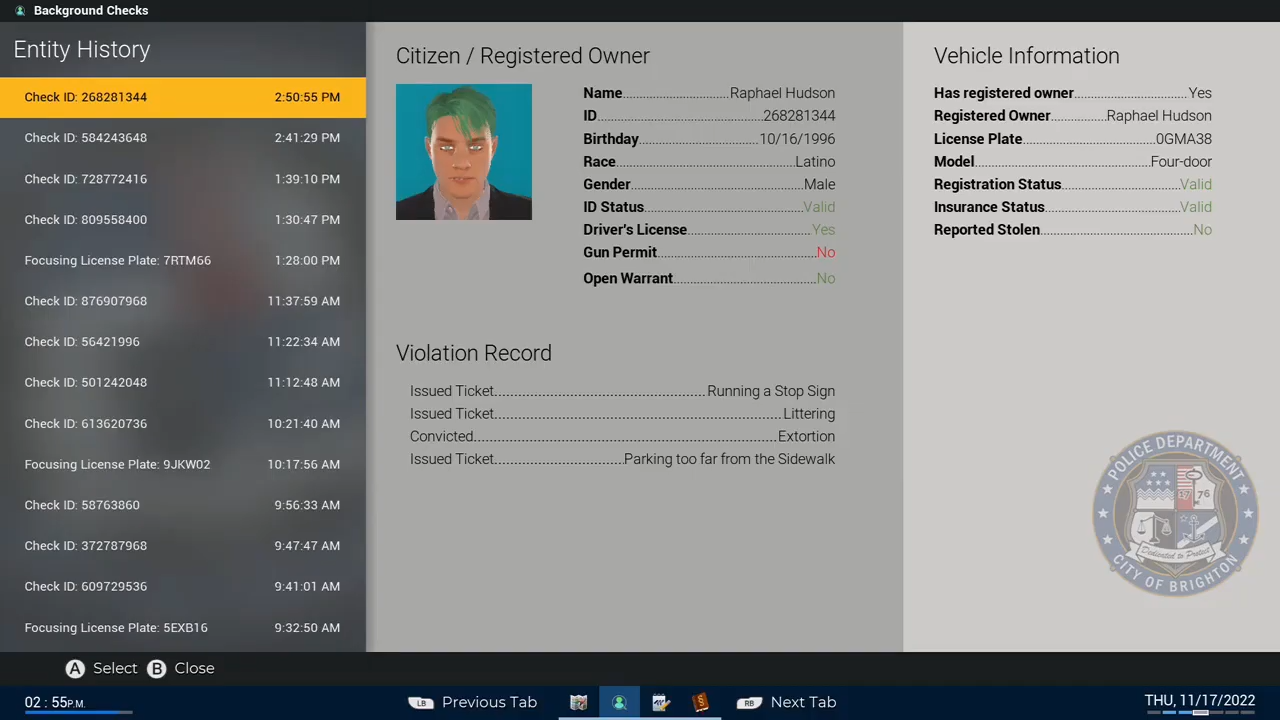 Background Checks
Entity History
Check ID: 268281344 2:50:55 PM
Check ID: 584243648 2:41:29 PM
Check ID: 728772416 1:39:10 PM
Check ID: 809558400 1:30:47 PM
Focusing License Plate: 7RTM66 1:28:00 PM
Check ID: 876907968 11:37:59 AM
Check ID: 56421996 11:22:34 AM
Check ID: 501242048 11:12:48 AM
Check ID: 613620736 10:21:40 AM
Focusing License Plate: 9JKW02 10:17:56 AM
Check ID: 58763860 9:56:33 AM
Check ID: 372787968 9:47:47 AM
Check ID: 609729536 9:41:01 AM
Focusing License Plate: 5EXB16 9:32:50 AM
Citizen / Registered Owner
Name Raphael Hudson
ID 268281344
Birthday 10/16/1996
Race Latino
Gender Male
ID Status Valid
Driver's License Yes
Gun Permit No
Open Warrant No
Violation Record
Issued Ticket Running a Stop Sign
Issued Ticket Littering
Convicted Extortion
Issued Ticket Parking too far from the Sidewalk
Vehicle Information
Has registered owner Yes
Registered Owner Raphael Hudson
License Plate 0GMA38
Model Four-door
Registration Status Valid
Insurance Status Valid
Reported Stolen No
POLICE DEPARTMENT
17 76
Dedicated to Protect
CITY OF BRIGHTON
A Select B Close
02 : 55 P.M.
LB Previous Tab
RB Next Tab
THU, 11/17/2022